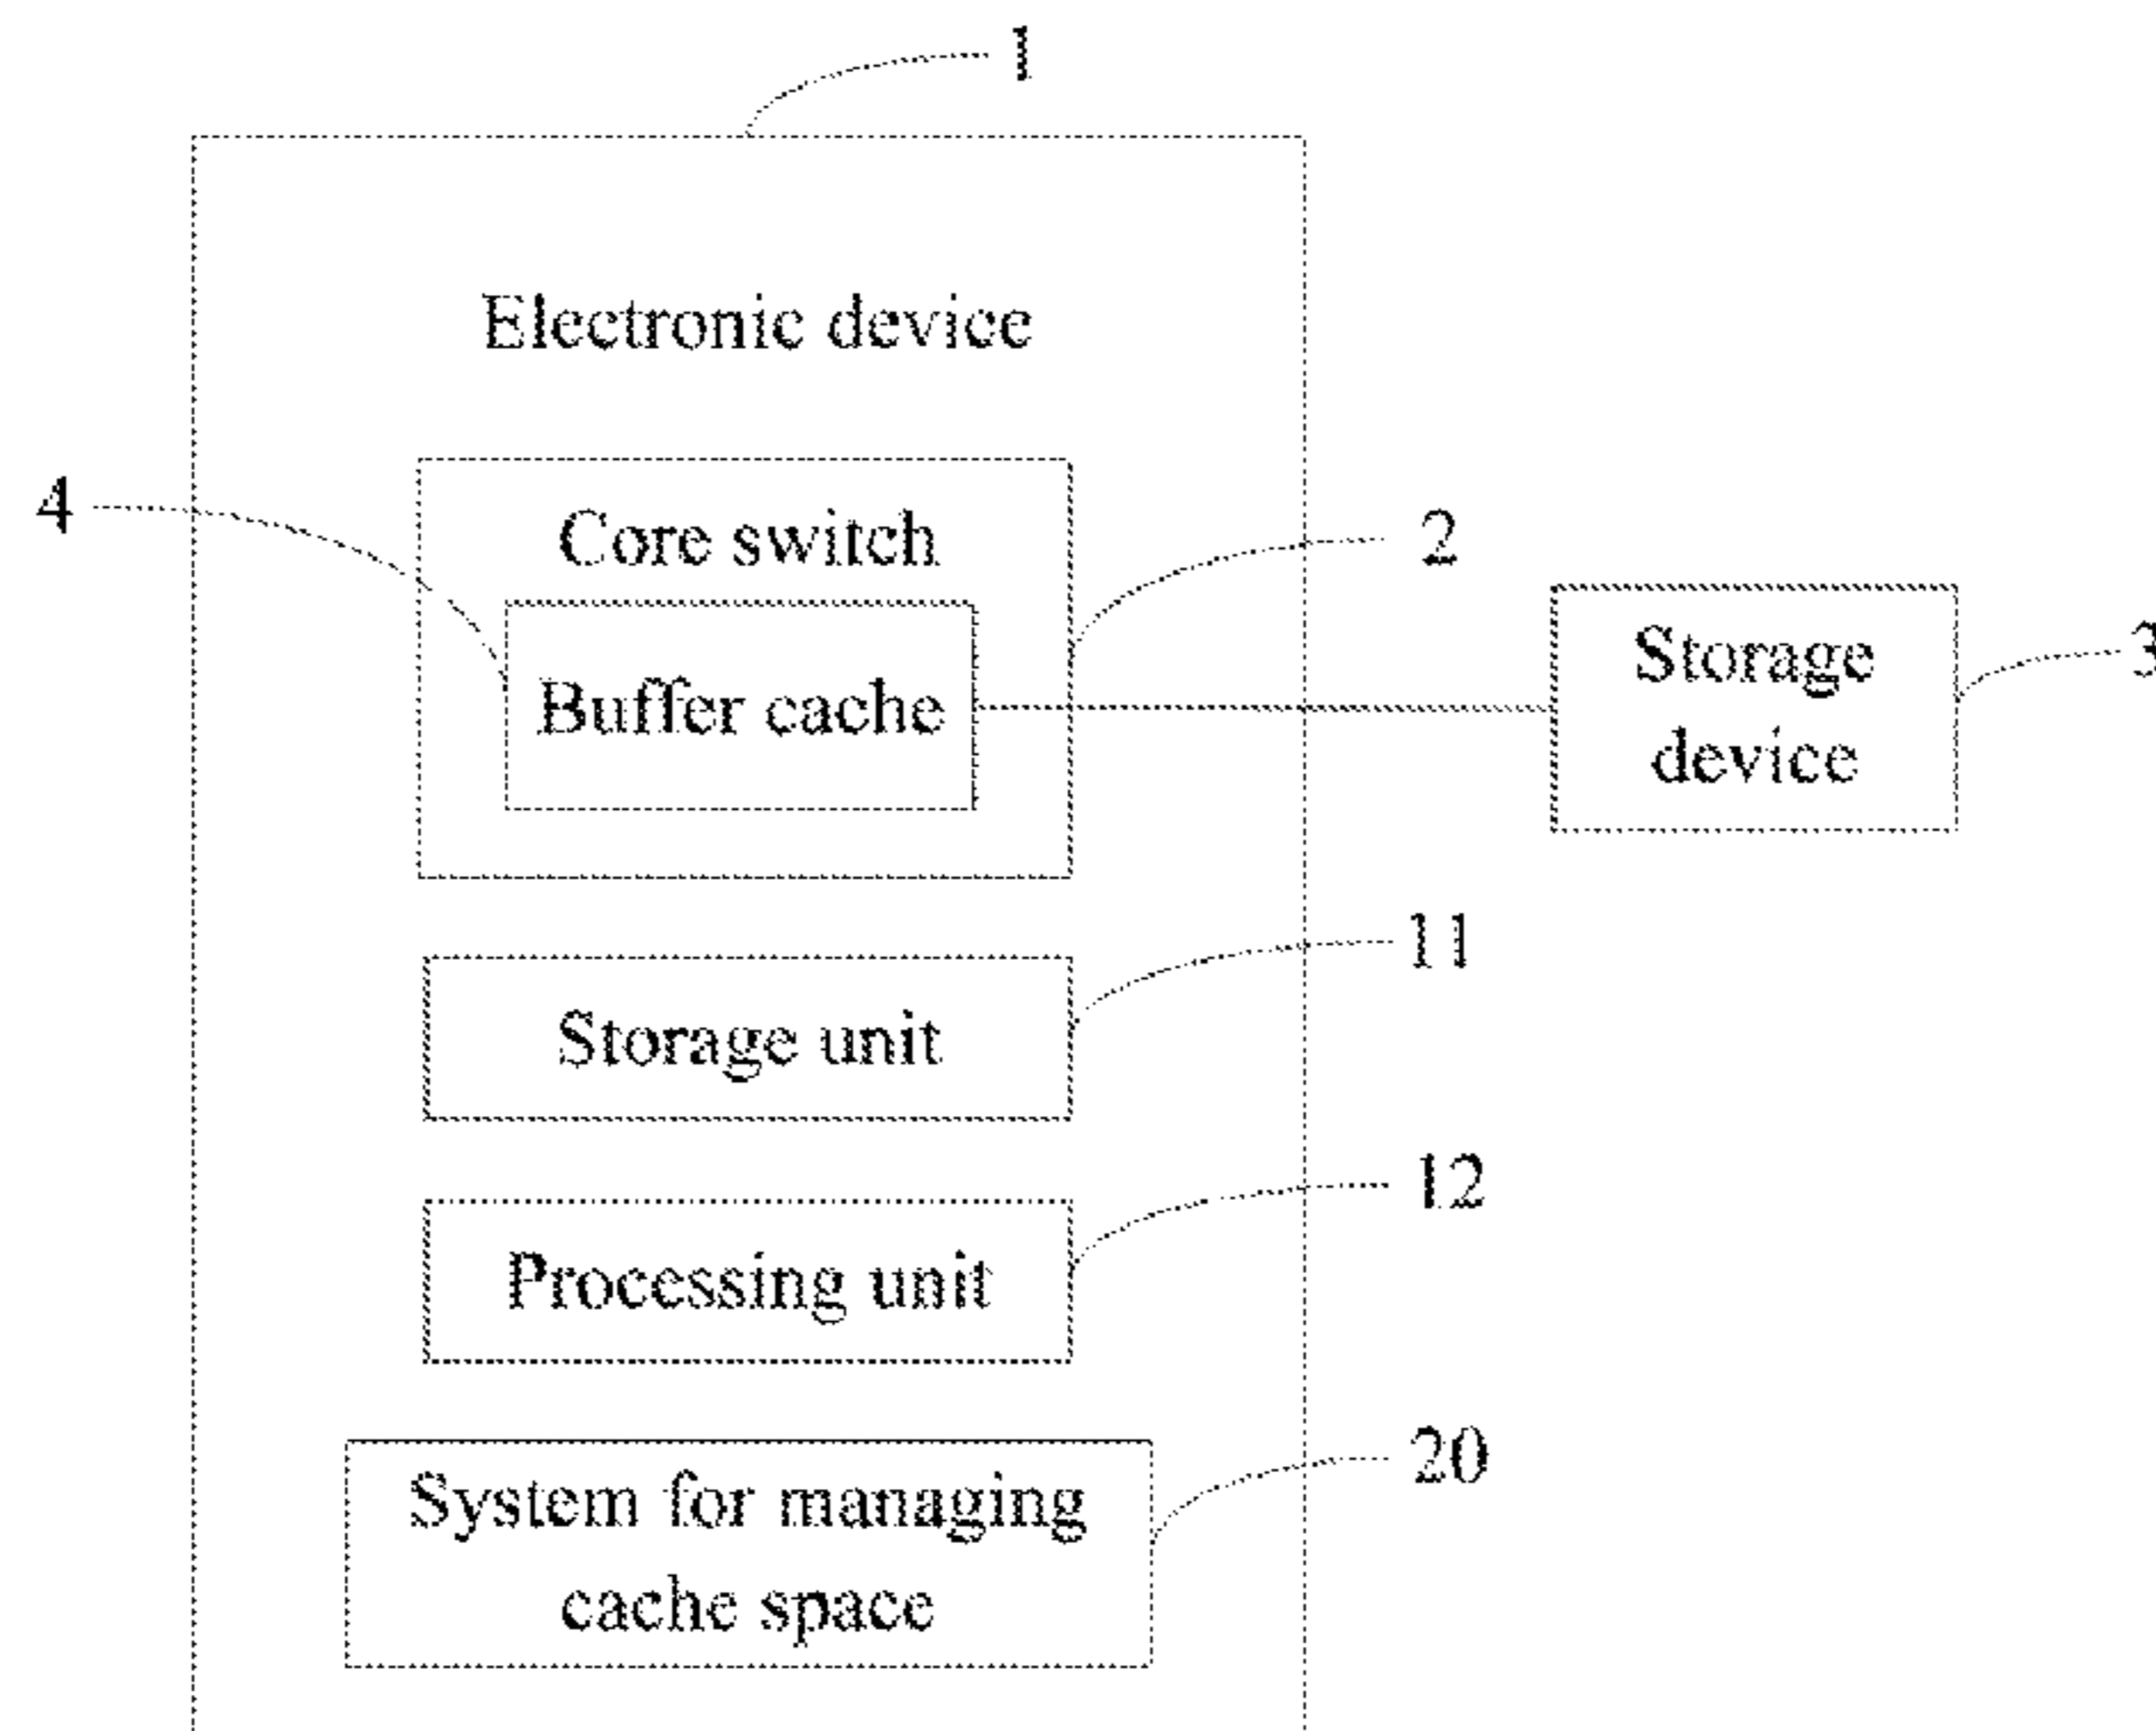 1
Electronic device
4
Core switch
2
Buffer cache
Storage
device
3
11
Storage unit
12
Processing unit
20
System for managing
cache space